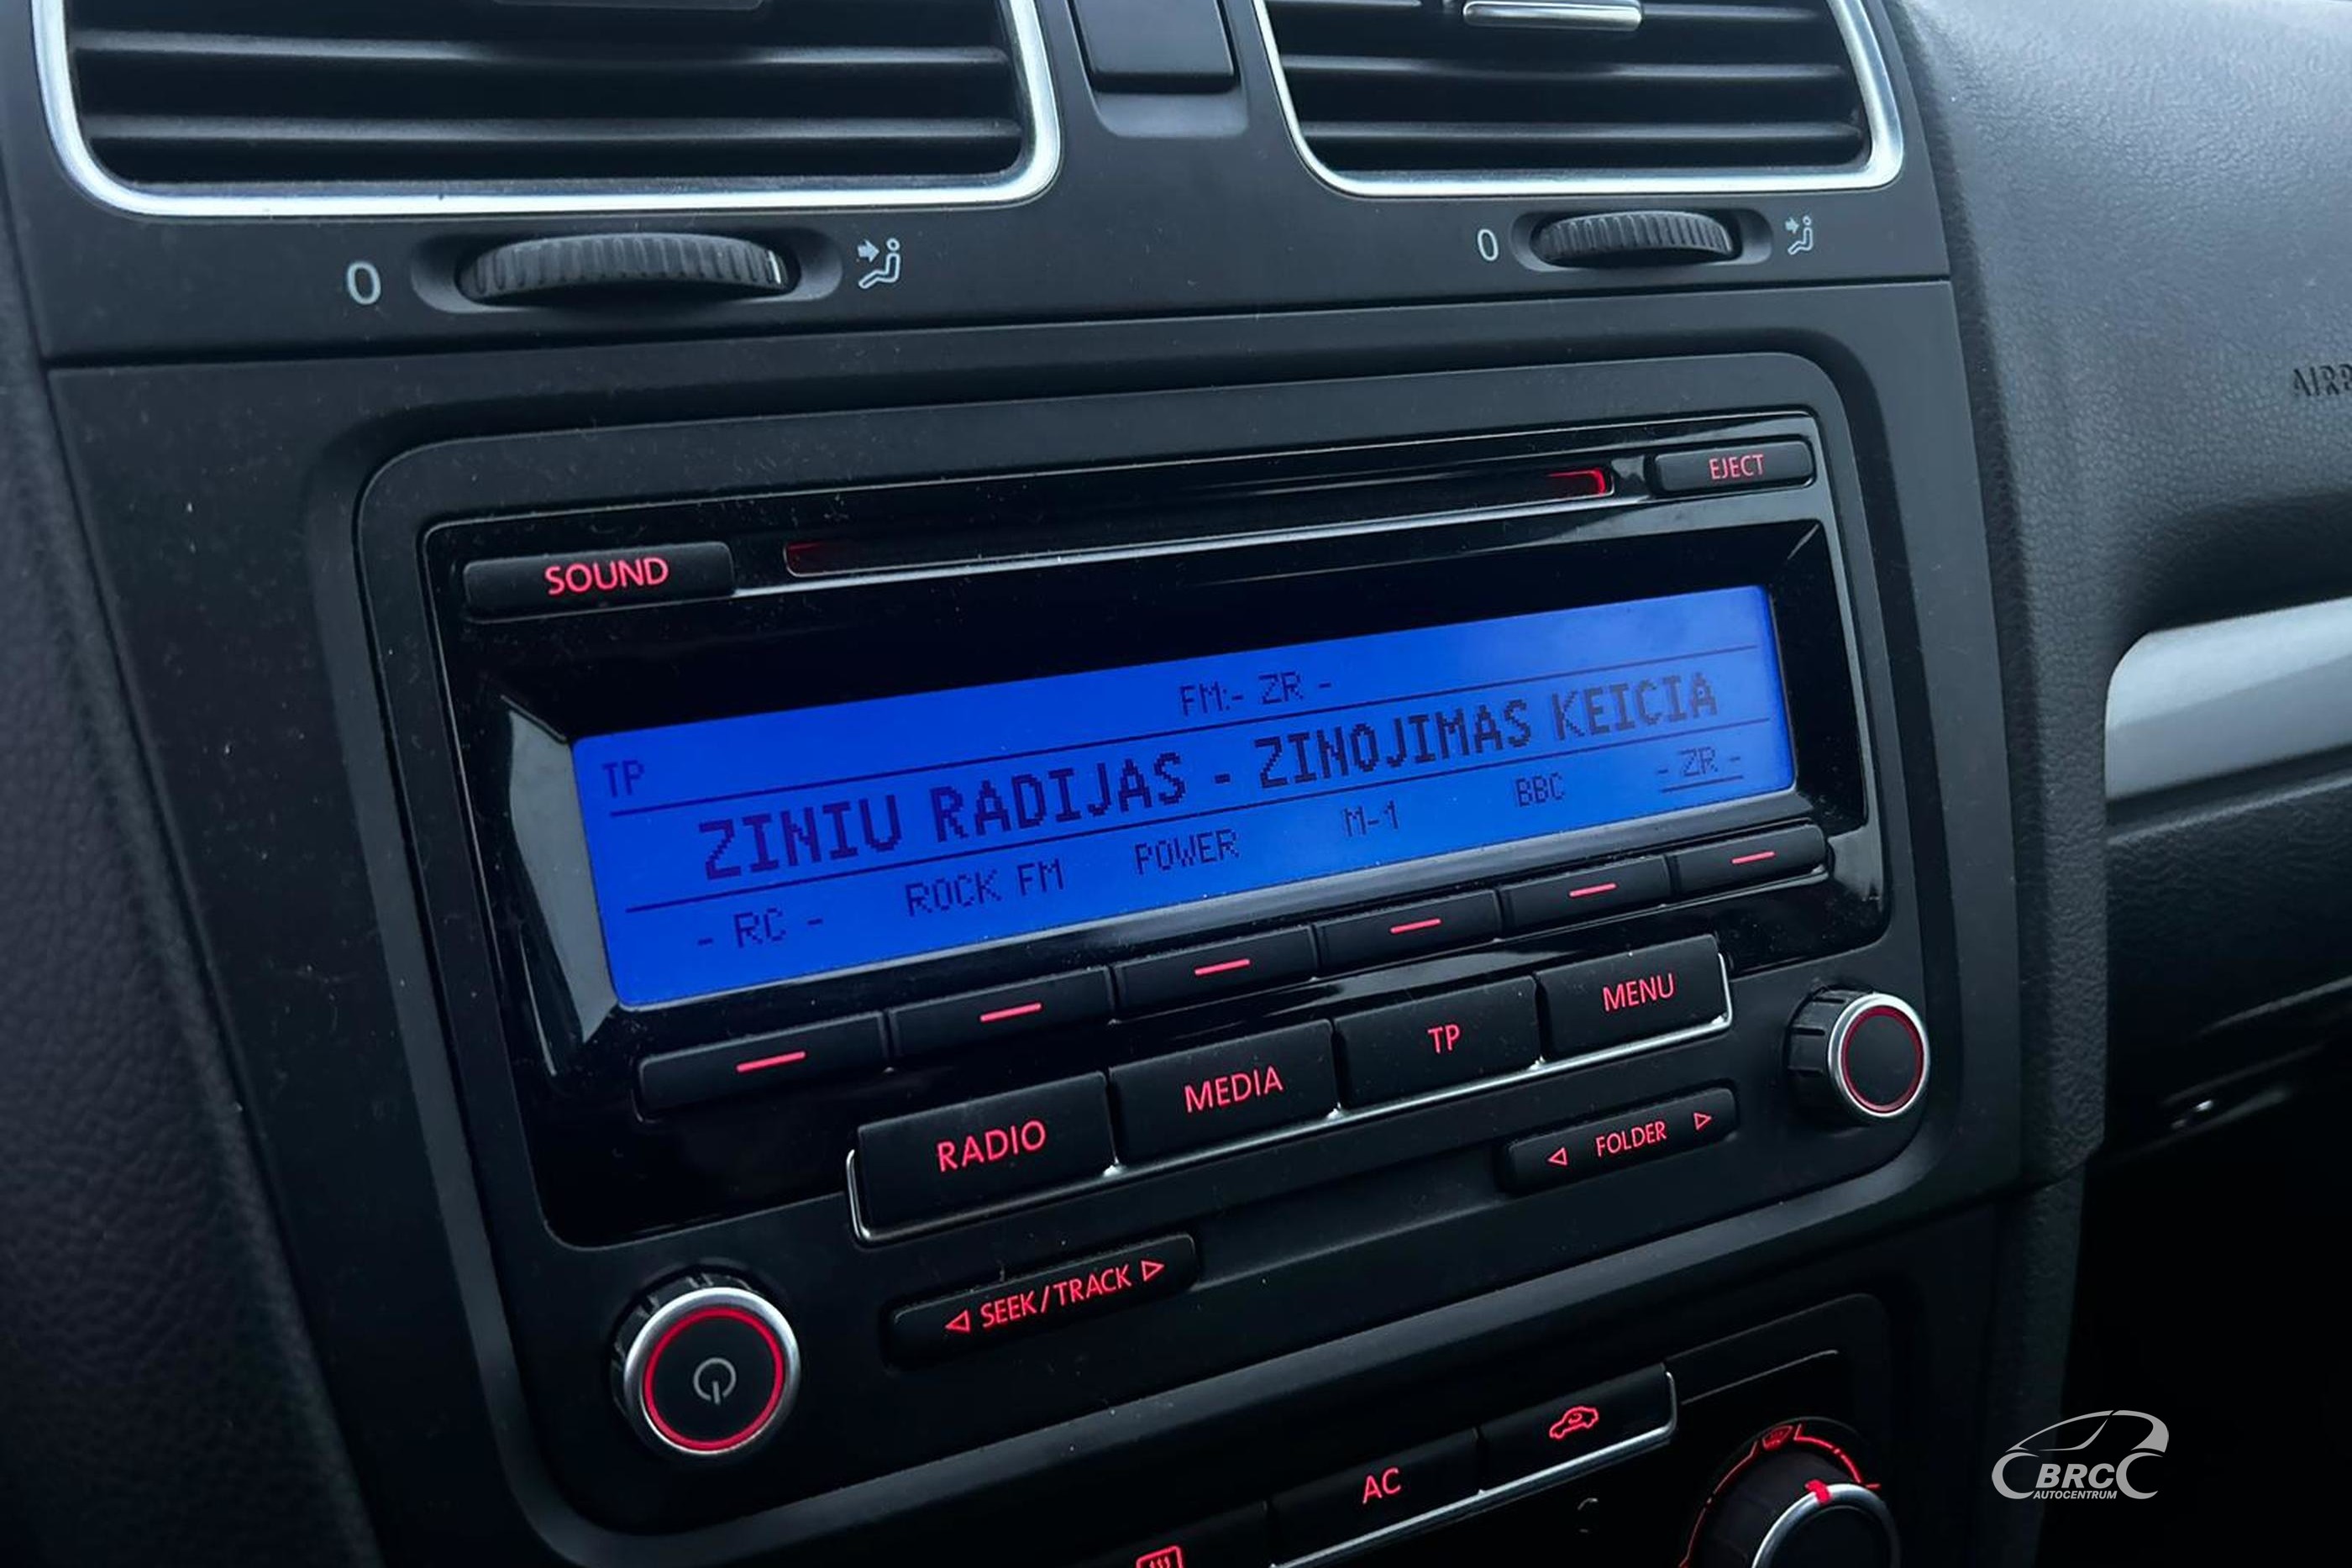 0
0
EJECT
SOUND
FM:- ZR -
TP
ZINIU RADIJAS - ZINOJIMAS KEICIA
- RC - ROCK FM POWER M-1 BBC - ZR -
RADIO MEDIA TP MENU
FOLDER
SEEK/TRACK
AC
BRC
AUTOCENTRUM